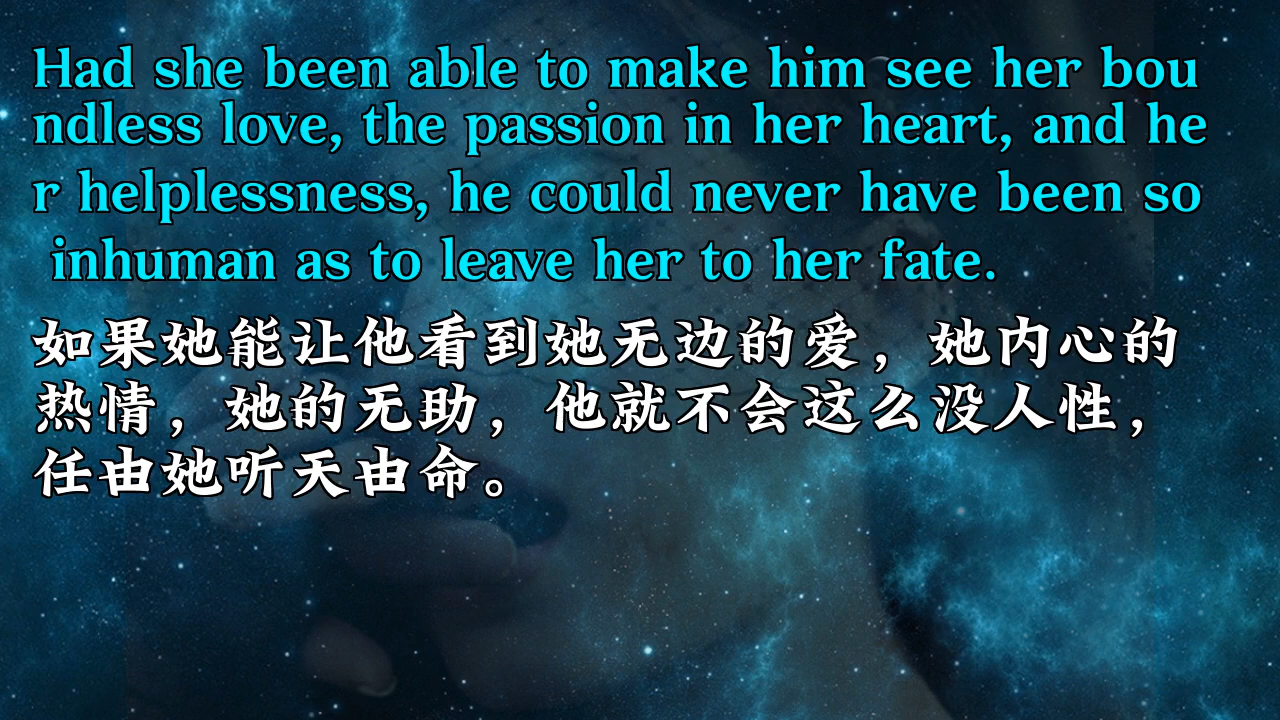 Had she been able to make him see her bou
ndless love, the passion in her heart, and he
r helplessness, he could never have been so
inhuman as to leave her to her fate.
如果她能让他看到她无边的爱，她内心的
热情，她的无助，他就不会这么没人性，
任由她听天由命。